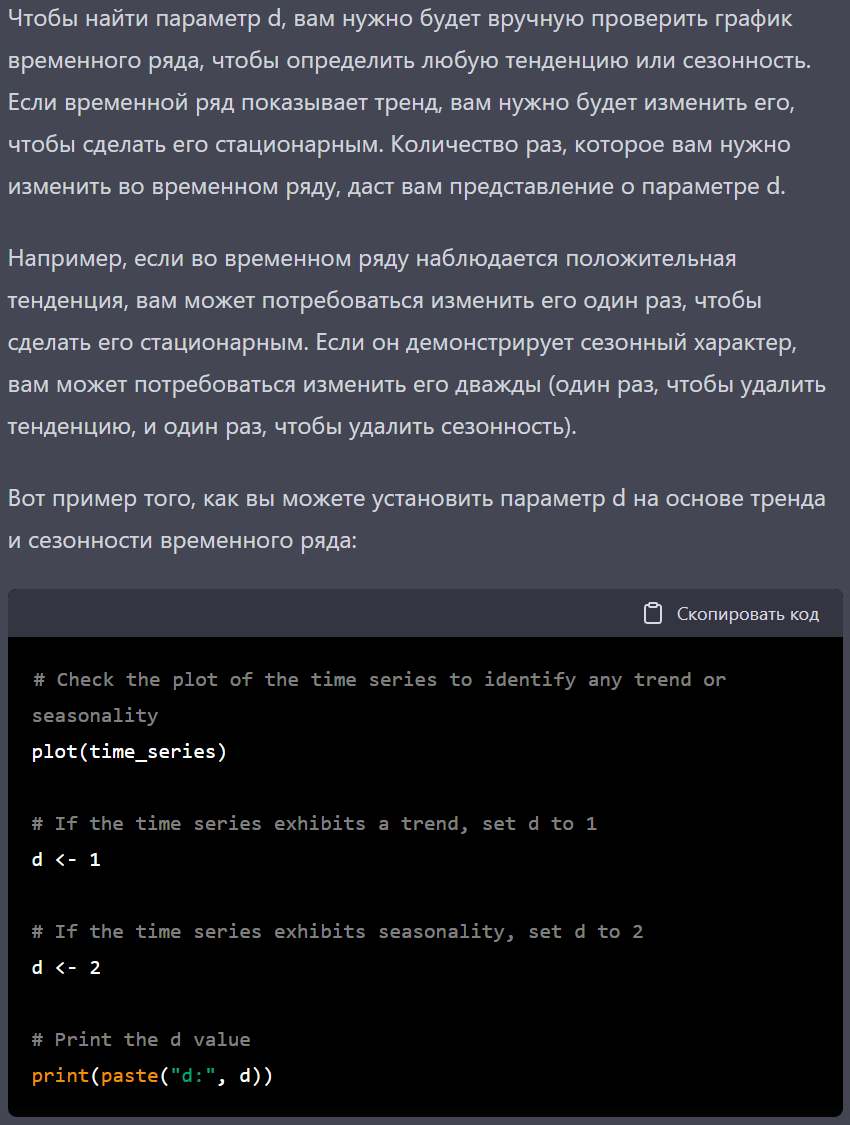 Чтобы найти параметр d, вам нужно будет вручную проверить график
временного ряда, чтобы определить любую тенденцию или сезонность.
Если временной ряд показывает тренд, вам нужно будет изменить его,
чтобы сделать его стационарным. Количество раз, которое вам нужно
изменить во временном ряду, даст вам представление о параметре d.
Например, если во временном ряду наблюдается положительная
тенденция, вам может потребоваться изменить его один раз, чтобы
сделать его стационарным. Если он демонстрирует сезонный характер,
вам может потребоваться изменить его дважды (один раз, чтобы удалить
тенденцию, и один раз, чтобы удалить сезонность).
Вот пример того, как вы можете установить параметр d на основе тренда
и сезонности временного ряда:
Скопировать код
# Check the plot of the time series to identify any trend or
seasonality
plot(time_series)
# If the time series exhibits a trend, set d to 1
d <- 1
# If the time series exhibits seasonality, set d to 2
d <- 2
# Print the d value
print(paste("d:", d))